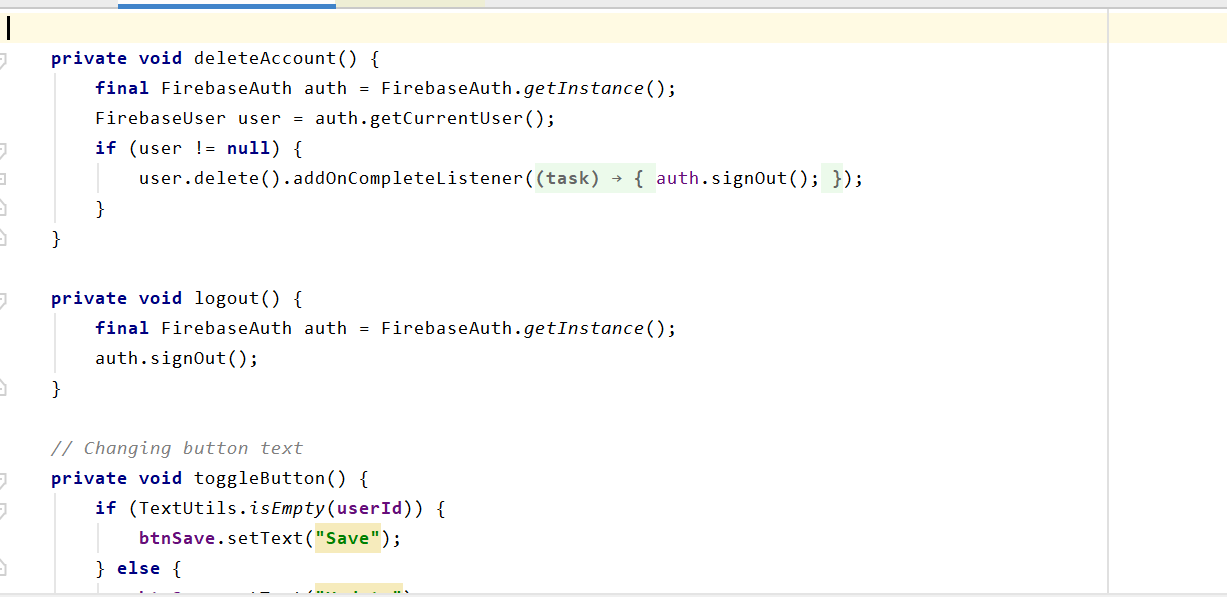 private void deleteAccount() {
final FirebaseAuth auth = FirebaseAuth.getInstance();
FirebaseUser user = auth.getCurrentUser();
if (user != null) {
user.delete().addOnCompleteListener((task) → { auth.signOut(); });
}
}
private void logout() {
final FirebaseAuth auth = FirebaseAuth.getInstance();
auth.signOut();
}
// Changing button text
private void toggleButton() {
if (TextUtils.isEmpty(userId)) {
btnSave.setText("Save");
} else {